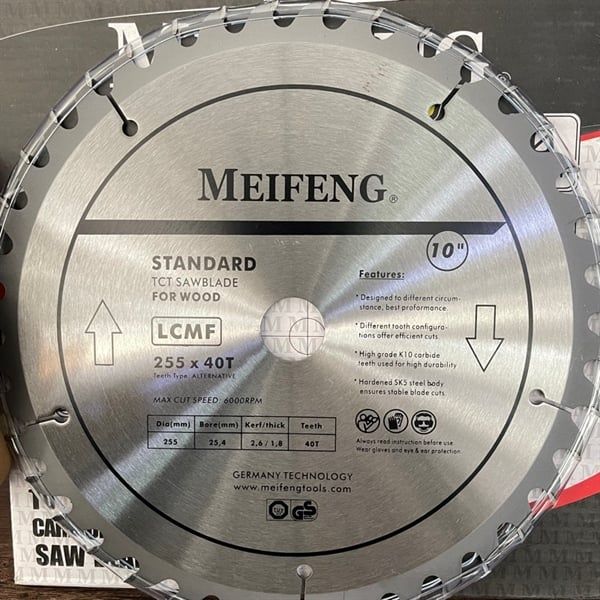 MEIFENG®
10"
STANDARD
TCT SAWBLADE
FOR WOOD
LCMF
255 x 40T
Teeth Type: ALTERNATIVE
MAX CUT SPEED: 6000RPM
Features:
* Designed to different circum-
stance, best proformance.
* Different tooth configura-
tions offer efficient cuts
* High grade K10 carbide
teeth used for high durability
* Hardened SK5 steel body
ensures stable blade cuts.
Always read instruction before use
Wear gloves and eye & ear protection
Dia(mm) Bore(mm) Kerf/thick Teeth
255 25,4 2,6 / 1,8 40T
GERMANY TECHNOLOGY
www.meifengtools.com
GS
SAW